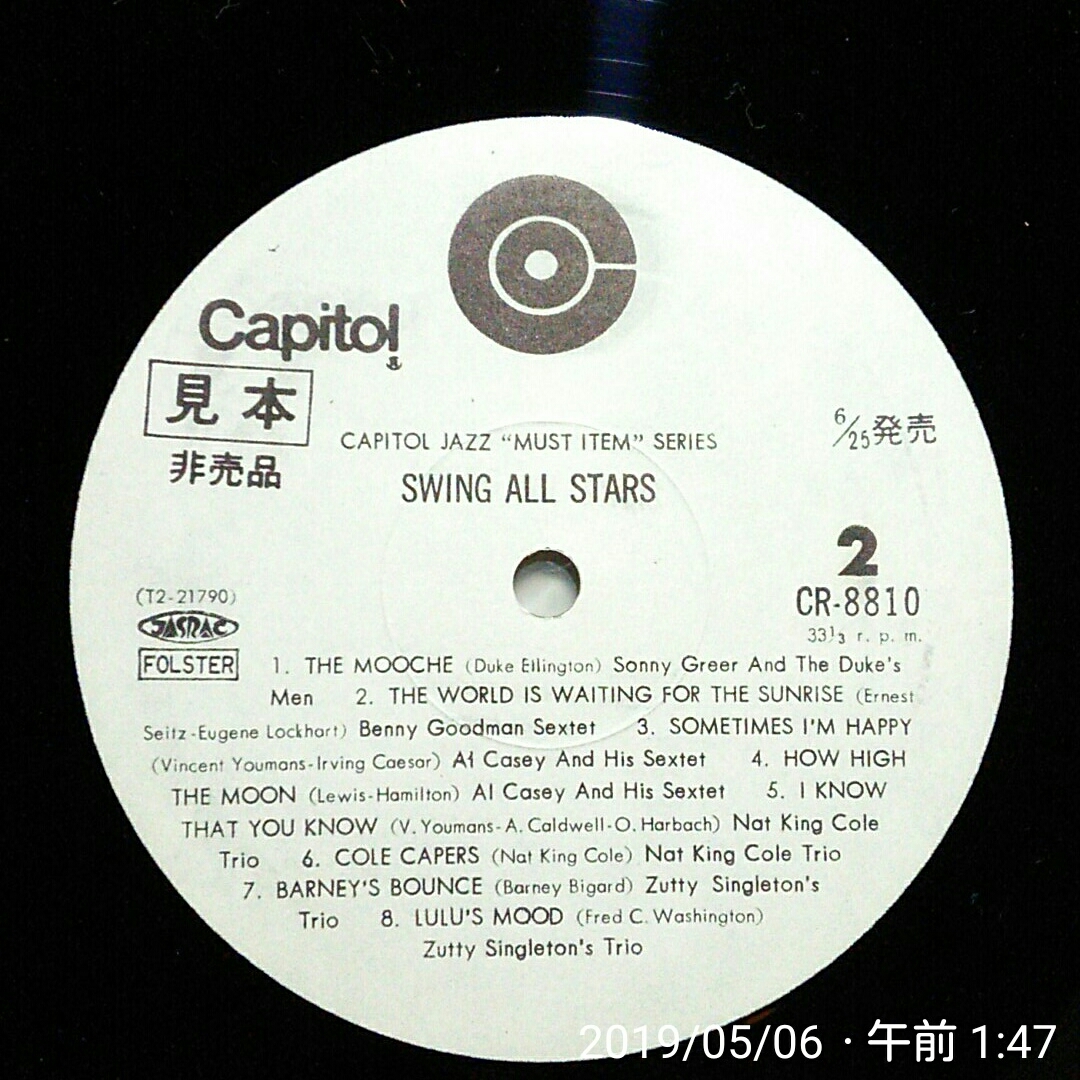 Capitol
見本
非売品
6/25発売
CAPITOL JAZZ “MUST ITEM” SERIES
SWING ALL STARS
2
CR-8810
33⅓ r. p. m.
(T2-21790)
JASRAC
FOLSTER
1. THE MOOCHE (Duke Ellington) Sonny Greer And The Duke's
Men 2. THE WORLD IS WAITING FOR THE SUNRISE (Ernest
Seitz-Eugene Lockhart) Benny Goodman Sextet 3. SOMETIMES I'M HAPPY
(Vincent Youmans-Irving Caesar) Al Casey And His Sextet 4. HOW HIGH
THE MOON (Lewis-Hamilton) Al Casey And His Sextet 5. I KNOW
THAT YOU KNOW (V. Youmans-A. Caldwell-O. Harbach) Nat King Cole
Trio 6. COLE CAPERS (Nat King Cole) Nat King Cole Trio
7. BARNEY'S BOUNCE (Barney Bigard) Zutty Singleton's
Trio 8. LULU'S MOOD (Fred C. Washington)
Zutty Singleton's Trio
2019/05/06・午前 1:47